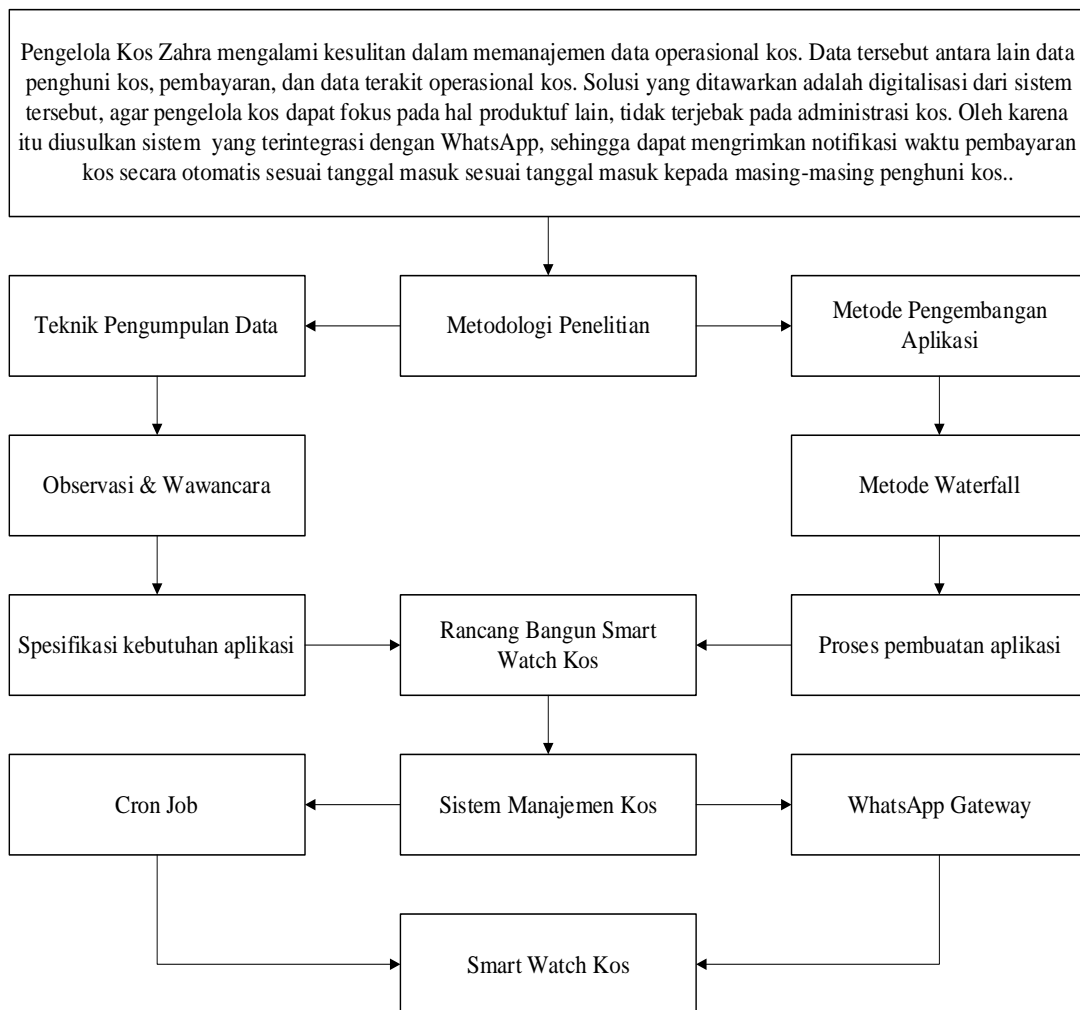 Pengelola Kos Zahra mengalami kesulitan dalam memanajemen data operasional kos. Data tersebut antara lain data
penghuni kos, pembayaran, dan data terakit operasional kos. Solusi yang ditawarkan adalah digitalisasi dari sistem
tersebut, agar pengelola kos dapat fokus pada hal produktuf lain, tidak terjebak pada administrasi kos. Oleh karena
itu diusulkan sistem yang terintegrasi dengan WhatsApp, sehingga dapat mengrimkan notifikasi waktu pembayaran
kos secara otomatis sesuai tanggal masuk sesuai tanggal masuk kepada masing-masing penghuni kos..
Teknik Pengumpulan Data
Metodologi Penelitian
Metode Pengembangan
Aplikasi
Observasi & Wawancara
Metode Waterfall
Spesifikasi kebutuhan aplikasi
Rancang Bangun Smart
Watch Kos
Proses pembuatan aplikasi
Cron Job
Sistem Manajemen Kos
WhatsApp Gateway
Smart Watch Kos